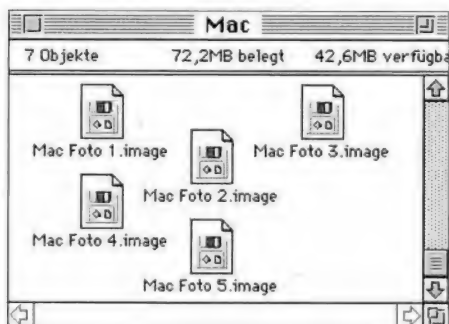 Mac
7 Objekte 72,2MB belegt 42,6MB verfügba
Mac Foto 1.image Mac Foto 3.image
Mac Foto 2.image
Mac Foto 4.image
Mac Foto 5.image